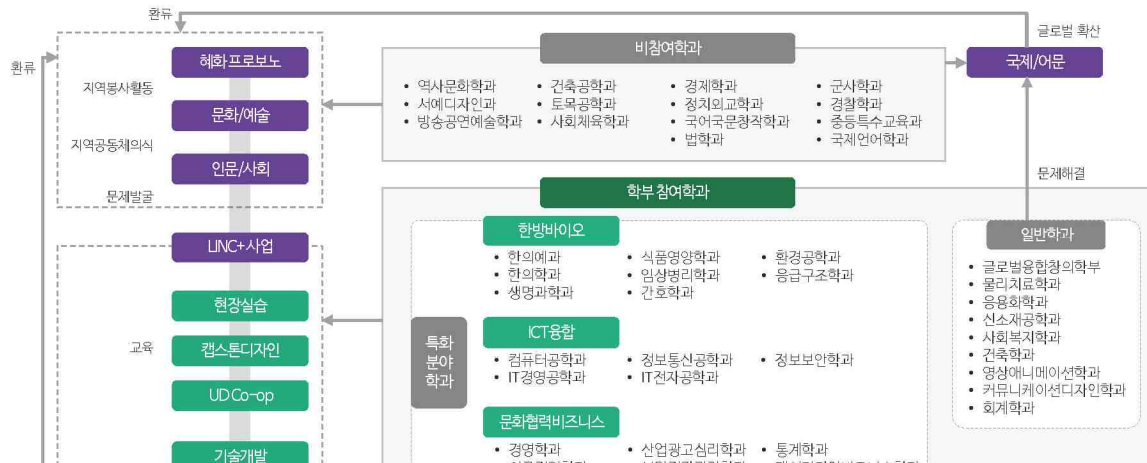 환류
글로벌 확산
환류
혜화 프로보노
지역봉사활동
문화/예술
지역공동체의식
인문/사회
문제발굴
비참여학과
• 역사문화학과
• 서예디자인과
• 방송공연예술학과
• 건축공학과
• 토목공학과
• 사회체육학과
• 경제학과
• 정치외교학과
• 국어국문창작학과
• 법학과
• 군사학과
• 경찰학과
• 중등특수교육과
• 국제언어학과
국제/어문
문제해결
LINC+사업
현장실습
교육
캡스톤디자인
UD Co-op
기술개발
학부 참여학과
특화
분야
학과
한방바이오
• 한의예과
• 한의학과
• 생명과학과
• 식품영양학과
• 임상병리학과
• 간호학과
• 환경공학과
• 응급구조학과
ICT융합
• 컴퓨터공학과
• IT경영공학과
• 정보통신공학과
• IT전자공학과
• 정보보안학과
문화협력비즈니스
• 경영학과
• 산업광고심리학과
• 통계학과
일반학과
• 글로벌융합창의학부
• 물리치료학과
• 응용화학과
• 신소재공학과
• 사회복지학과
• 건축학과
• 영상애니메이션학과
• 커뮤니케이션디자인학과
• 회계학과